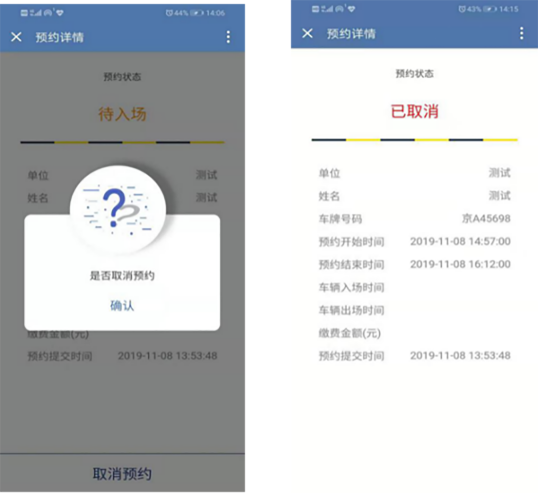 44% 14:06
预约详情
预约状态
待入场
单位 测试
姓名 测试
是否取消预约
确认
缴费金额(元)
预约提交时间 2019-11-08 13:53:48
取消预约
43% 14:15
预约详情
预约状态
已取消
单位 测试
姓名 测试
车牌号码 京A45698
预约开始时间 2019-11-08 14:57:00
预约结束时间 2019-11-08 16:12:00
车辆入场时间
车辆出场时间
缴费金额(元)
预约提交时间 2019-11-08 13:53:48